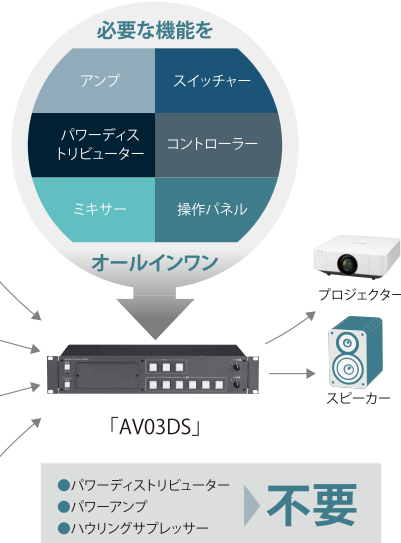 必要な機能を
アンプ
スイッチャー
パワーディス
トリビューター
コントローラー
ミキサー
操作パネル
オールインワン
プロジェクター
スピーカー
「AV03DS」
●パワーディストリビューター
●パワーアンプ
●ハウリングサプレッサー
不要